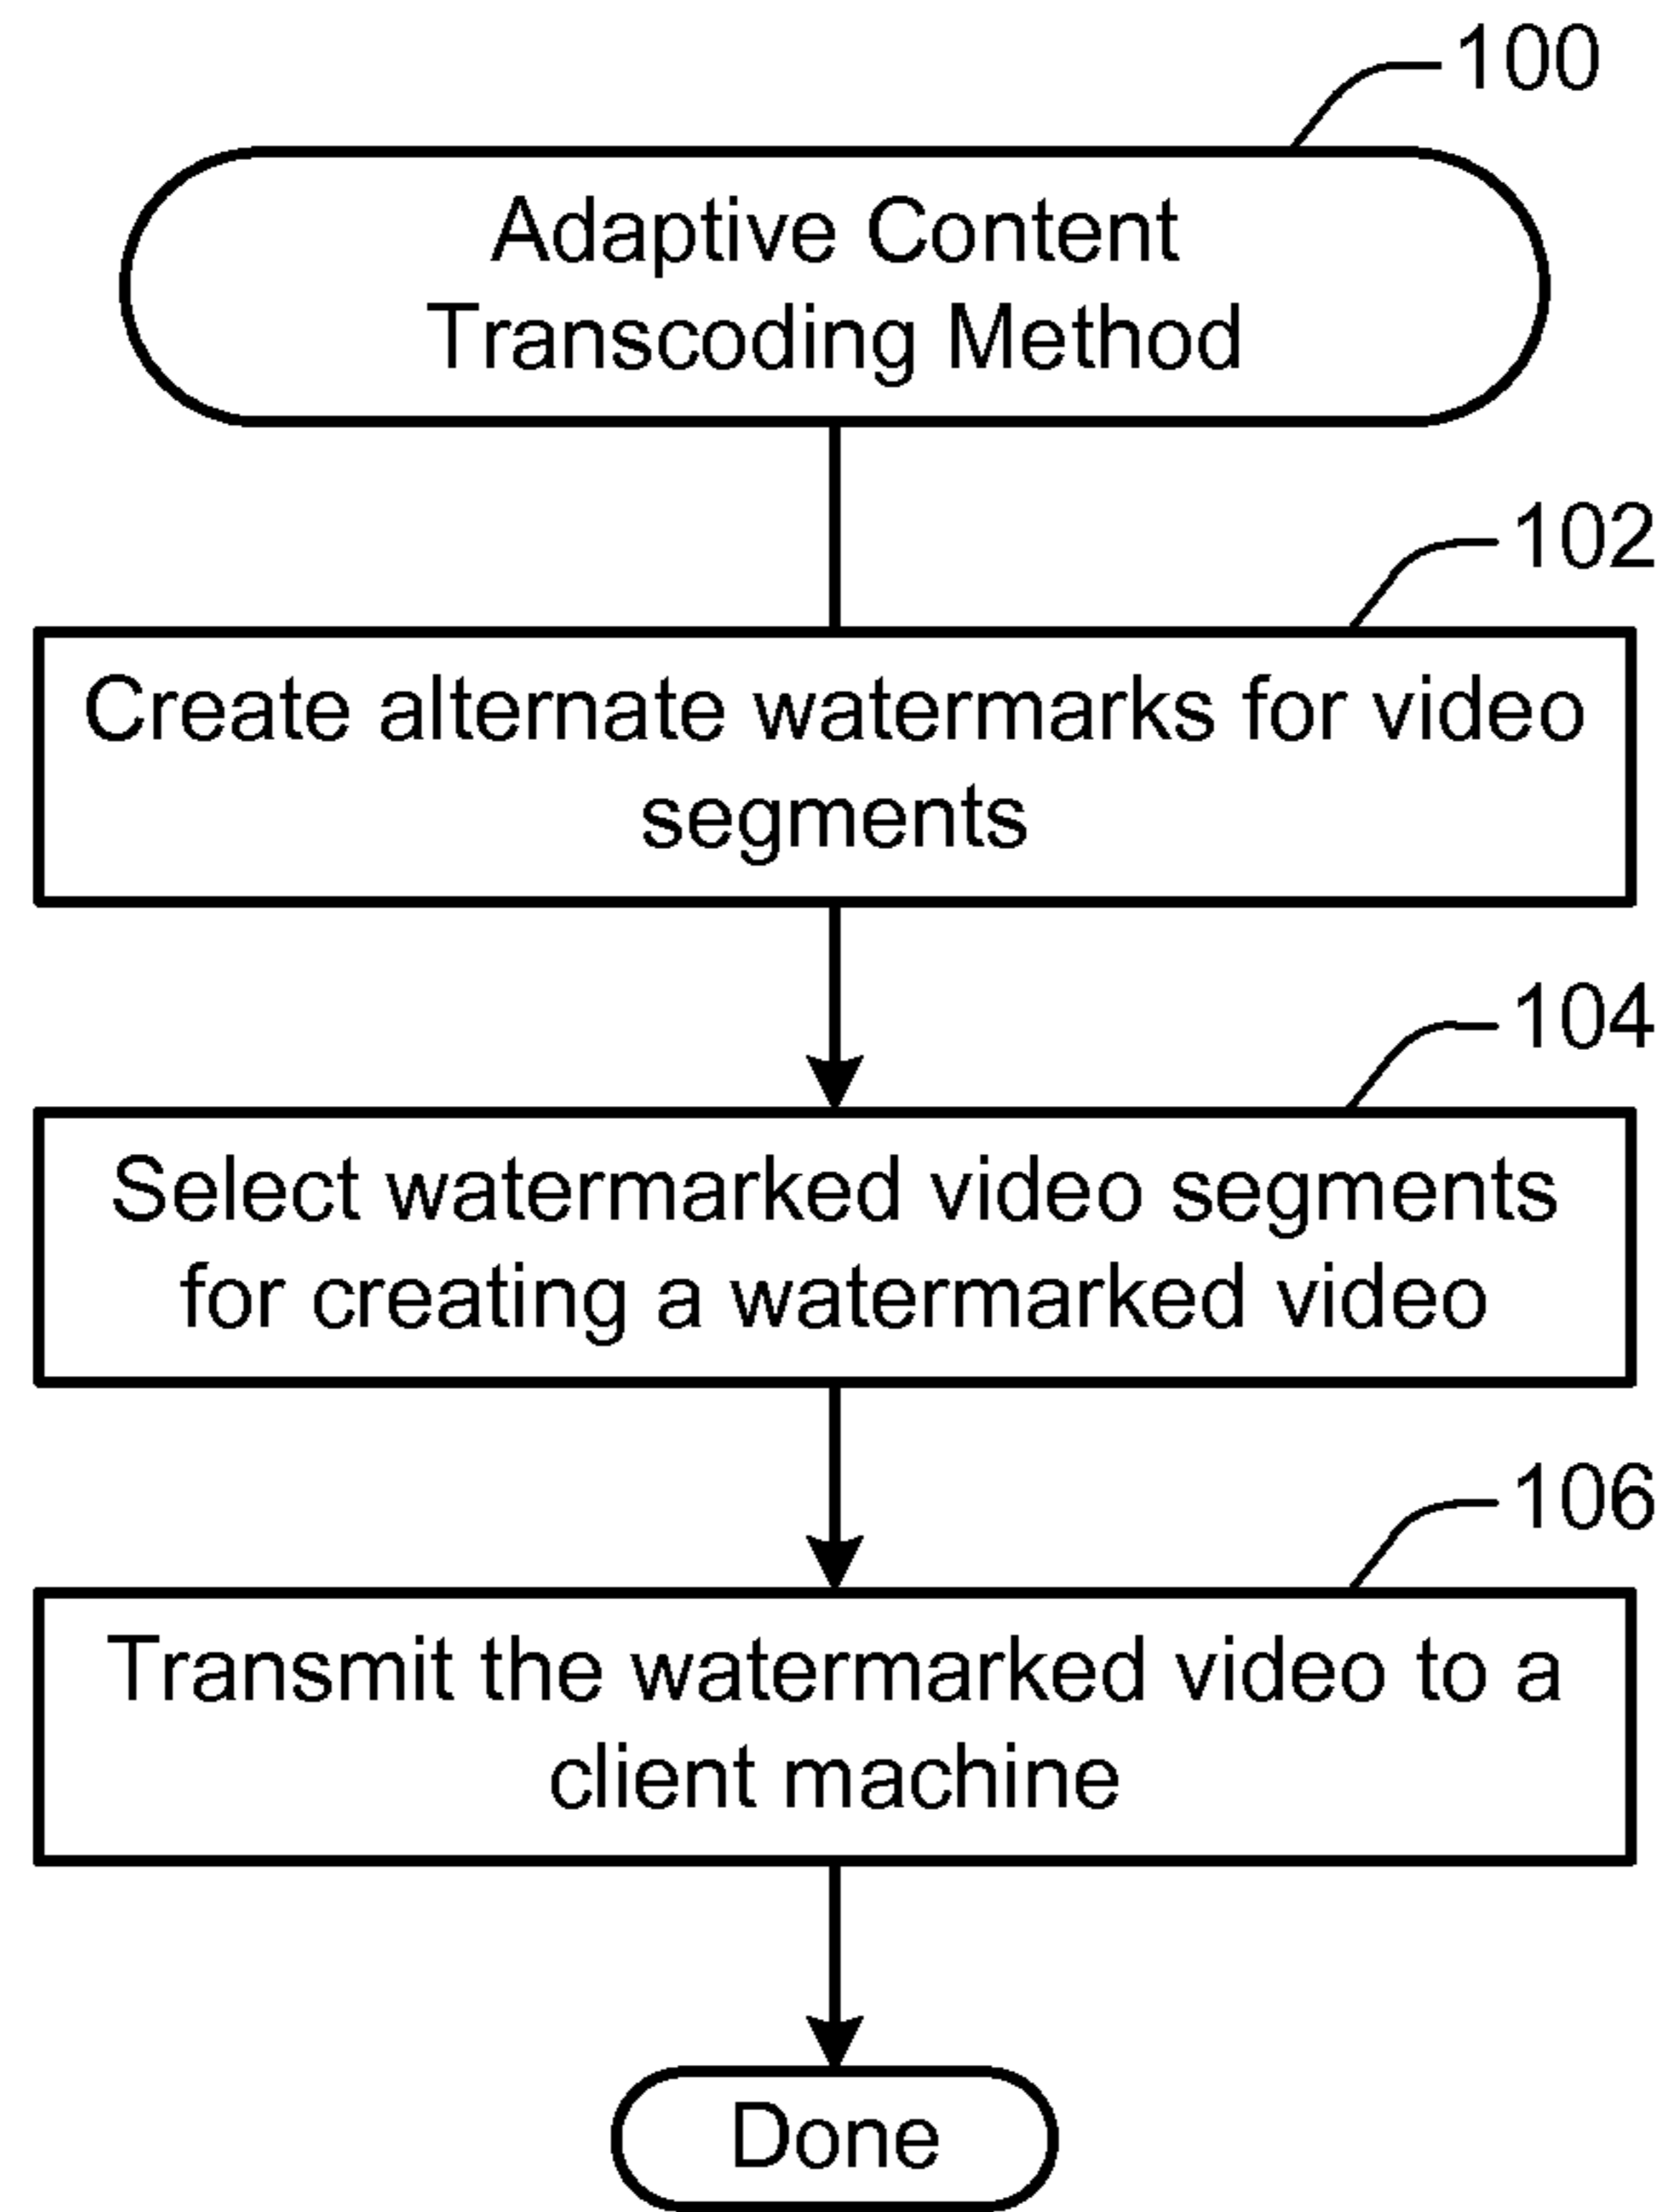 100
Adaptive Content
Transcoding Method
102
Create alternate watermarks for video
segments
104
Select watermarked video segments
for creating a watermarked video
106
Transmit the watermarked video to a
client machine
Done